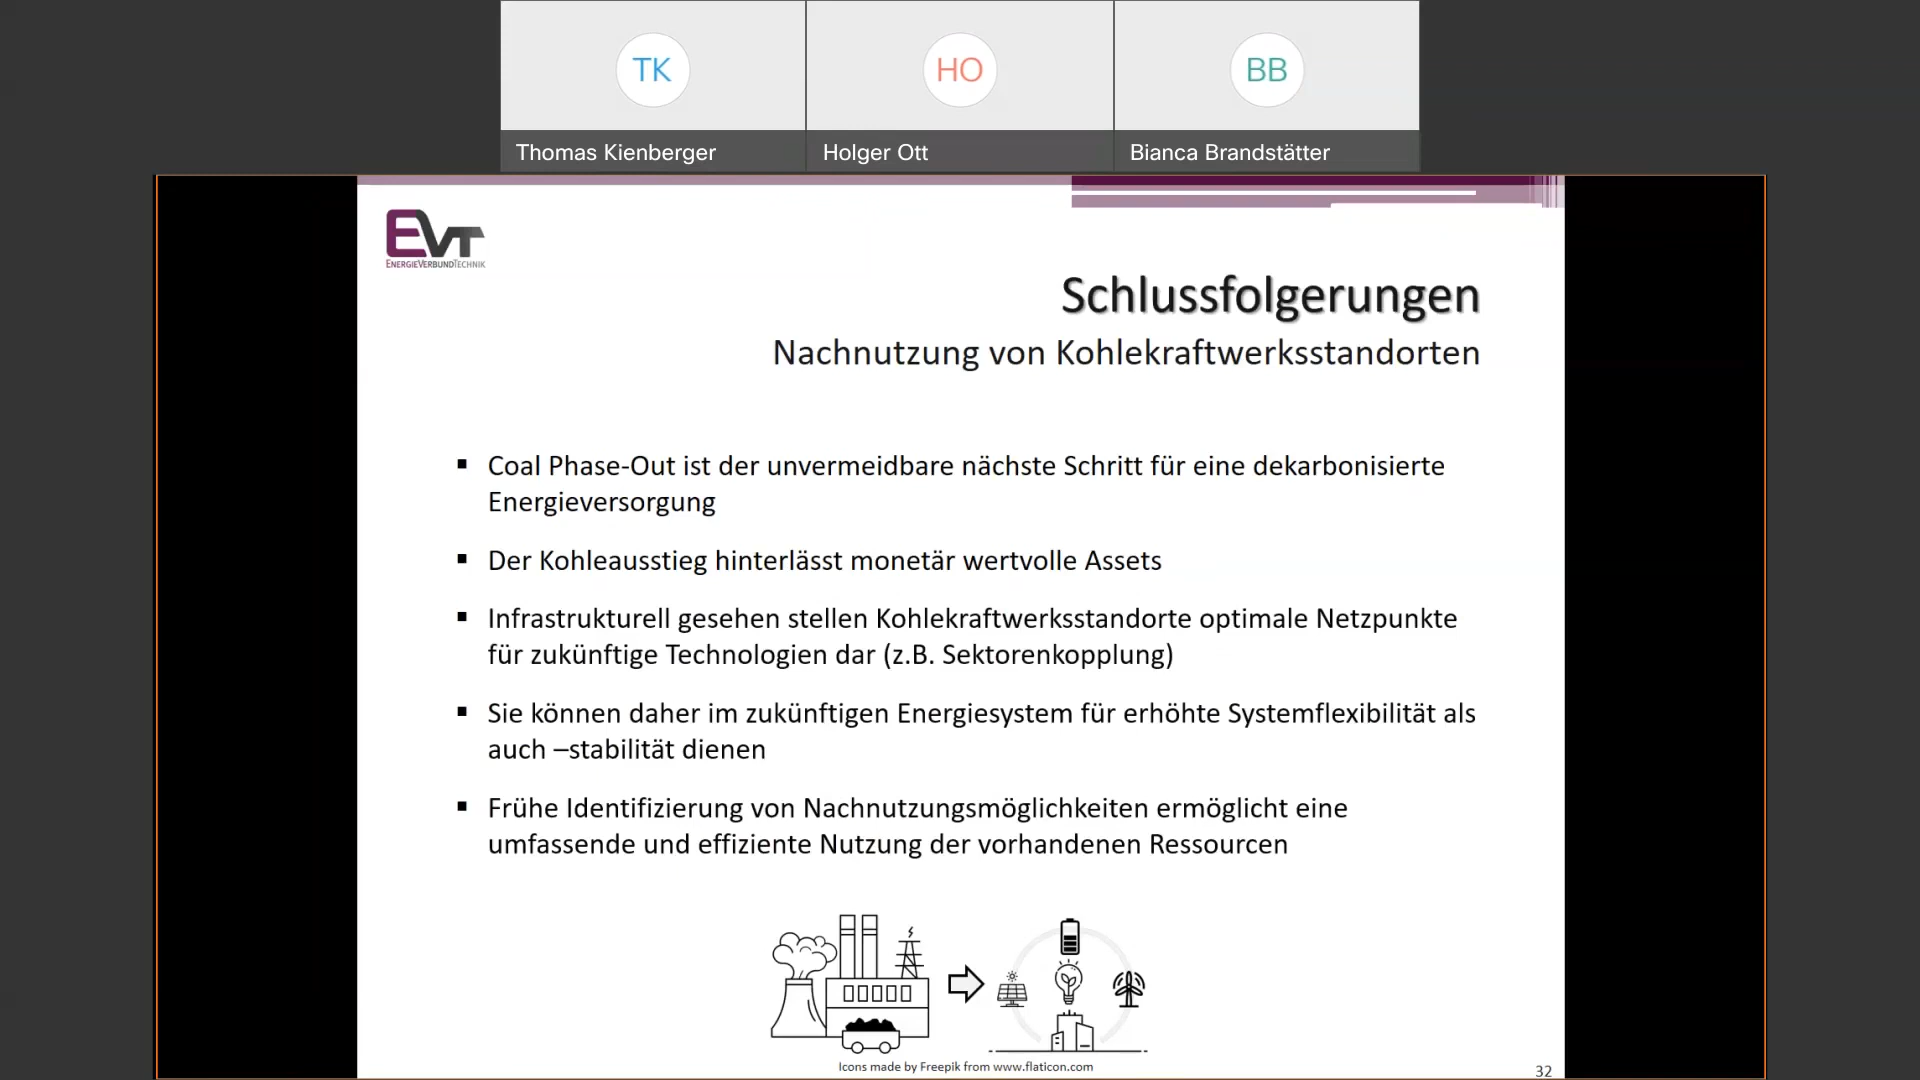 TK
HO
BB
Thomas Kienberger
Holger Ott
Bianca Brandstätter
EVT
ENERGIEVERBUNDTECHNIK
Schlussfolgerungen
Nachnutzung von Kohlekraftwerksstandorten
▪ Coal Phase-Out ist der unvermeidbare nächste Schritt für eine dekarbonisierte
Energieversorgung
▪ Der Kohleausstieg hinterlässt monetär wertvolle Assets
▪ Infrastrukturell gesehen stellen Kohlekraftwerksstandorte optimale Netzpunkte
für zukünftige Technologien dar (z.B. Sektorenkopplung)
▪ Sie können daher im zukünftigen Energiesystem für erhöhte Systemflexibilität als
auch –stabilität dienen
▪ Frühe Identifizierung von Nachnutzungsmöglichkeiten ermöglicht eine
umfassende und effiziente Nutzung der vorhandenen Ressourcen
Icons made by Freepik from www.flaticon.com
32